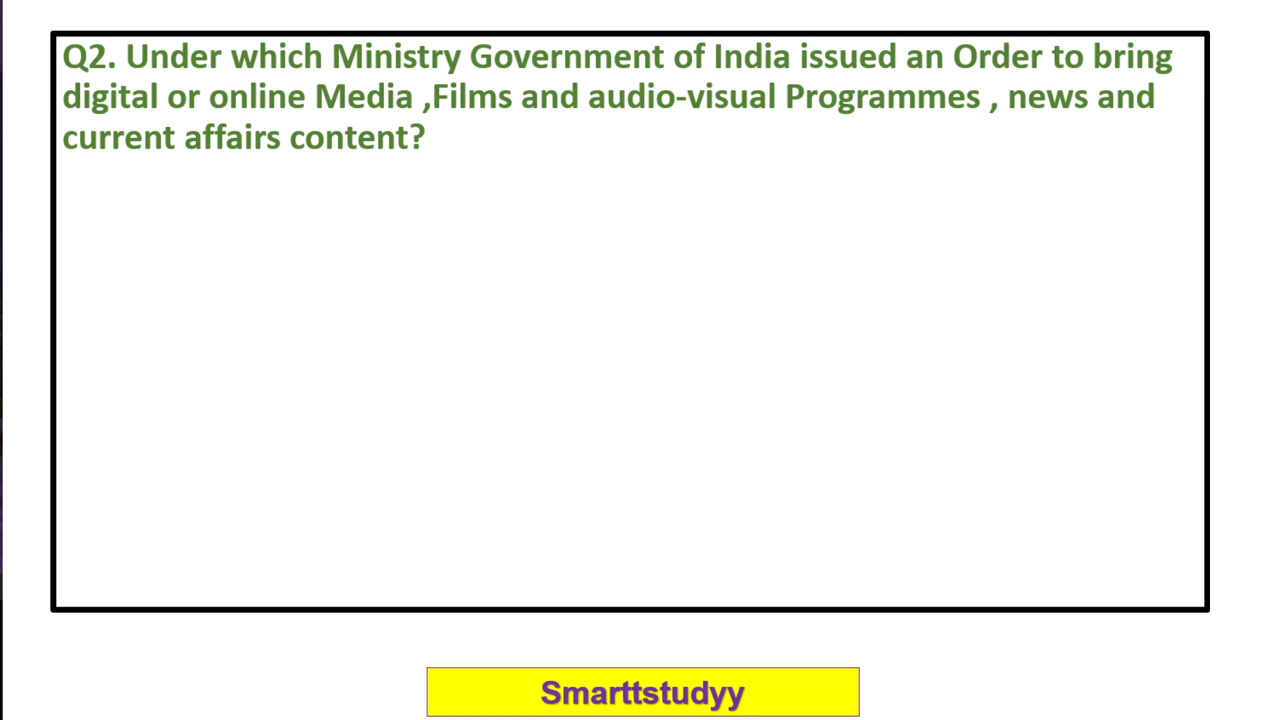 Q2. Under which Ministry Government of India issued an Order to bring
digital or online Media ,Films and audio-visual Programmes , news and
current affairs content?
Smarttstudyy